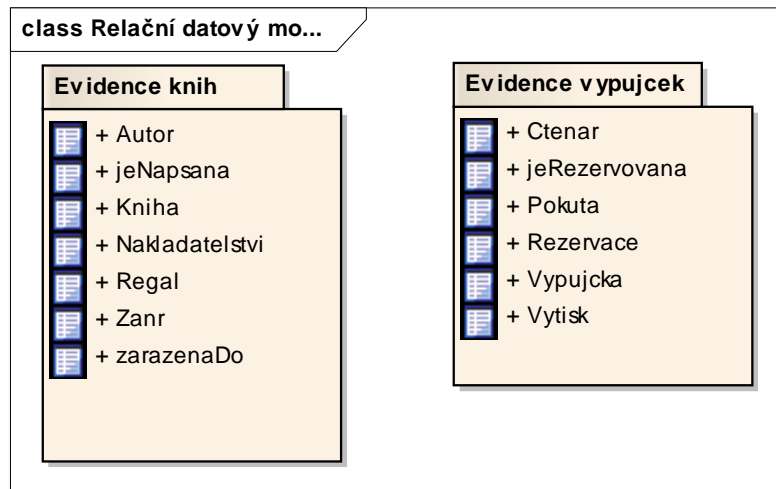 class Relační datový mo...
Evidence knih
+ Autor
+ jeNapsana
+ Kniha
+ Nakladatelstvi
+ Regal
+ Zanr
+ zarazenaDo
Evidence vypujcek
+ Ctenar
+ jeRezervovana
+ Pokuta
+ Rezervace
+ Vypujcka
+ Vytisk